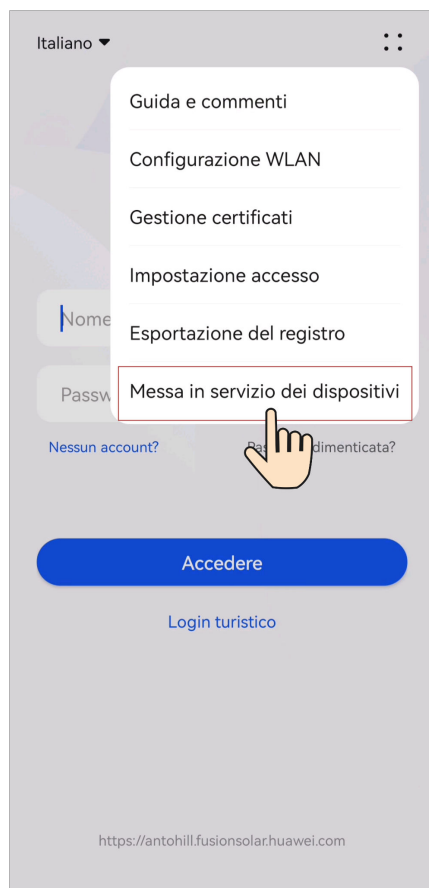 Italiano
Guida e commenti
Configurazione WLAN
Gestione certificati
Impostazione accesso
Nome
Esportazione del registro
Passw
Messa in servizio dei dispositivi
Nessun account?
dimenticata?
Accedere
Login turistico
https://antohill.fusionsolar.huawei.com